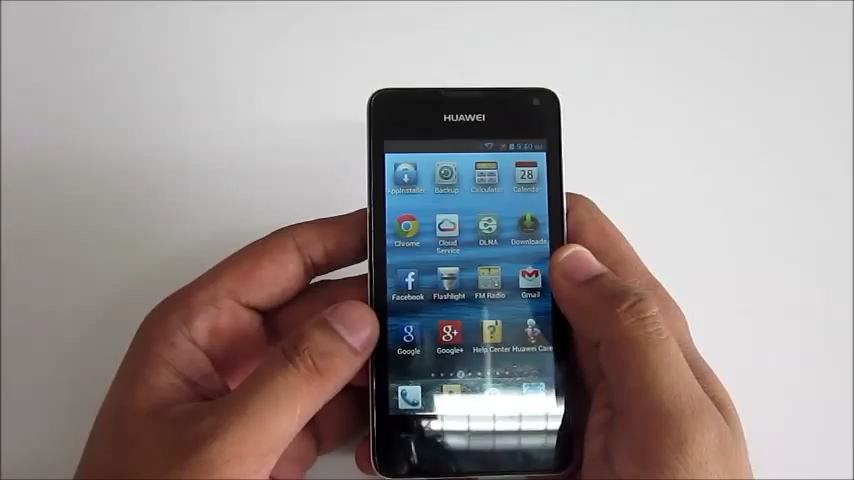 HUAWEI
9:40
AppInstaller Backup Calculator Calendar
28
Chrome Cloud Service DLNA Downloads
Facebook Flashlight FM Radio Gmail
Google Google+ Help Center Huawei Care